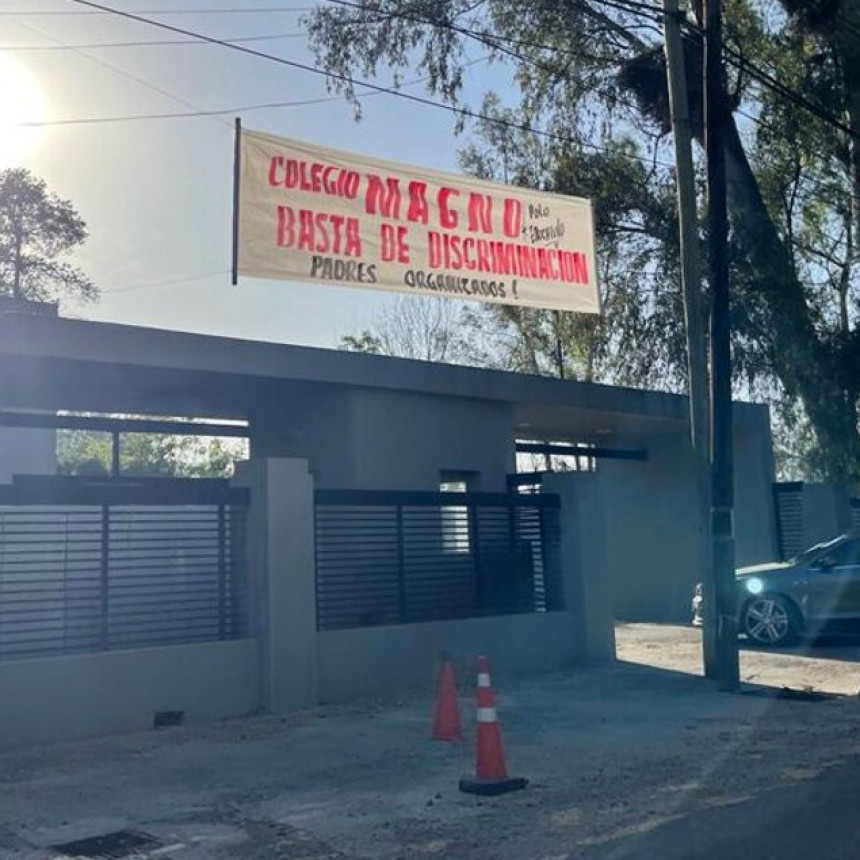 COLEGIO MAGNO Polo
+ Educativo
BASTA DE DISCRIMINACION
PADRES ORGANIZADOS!